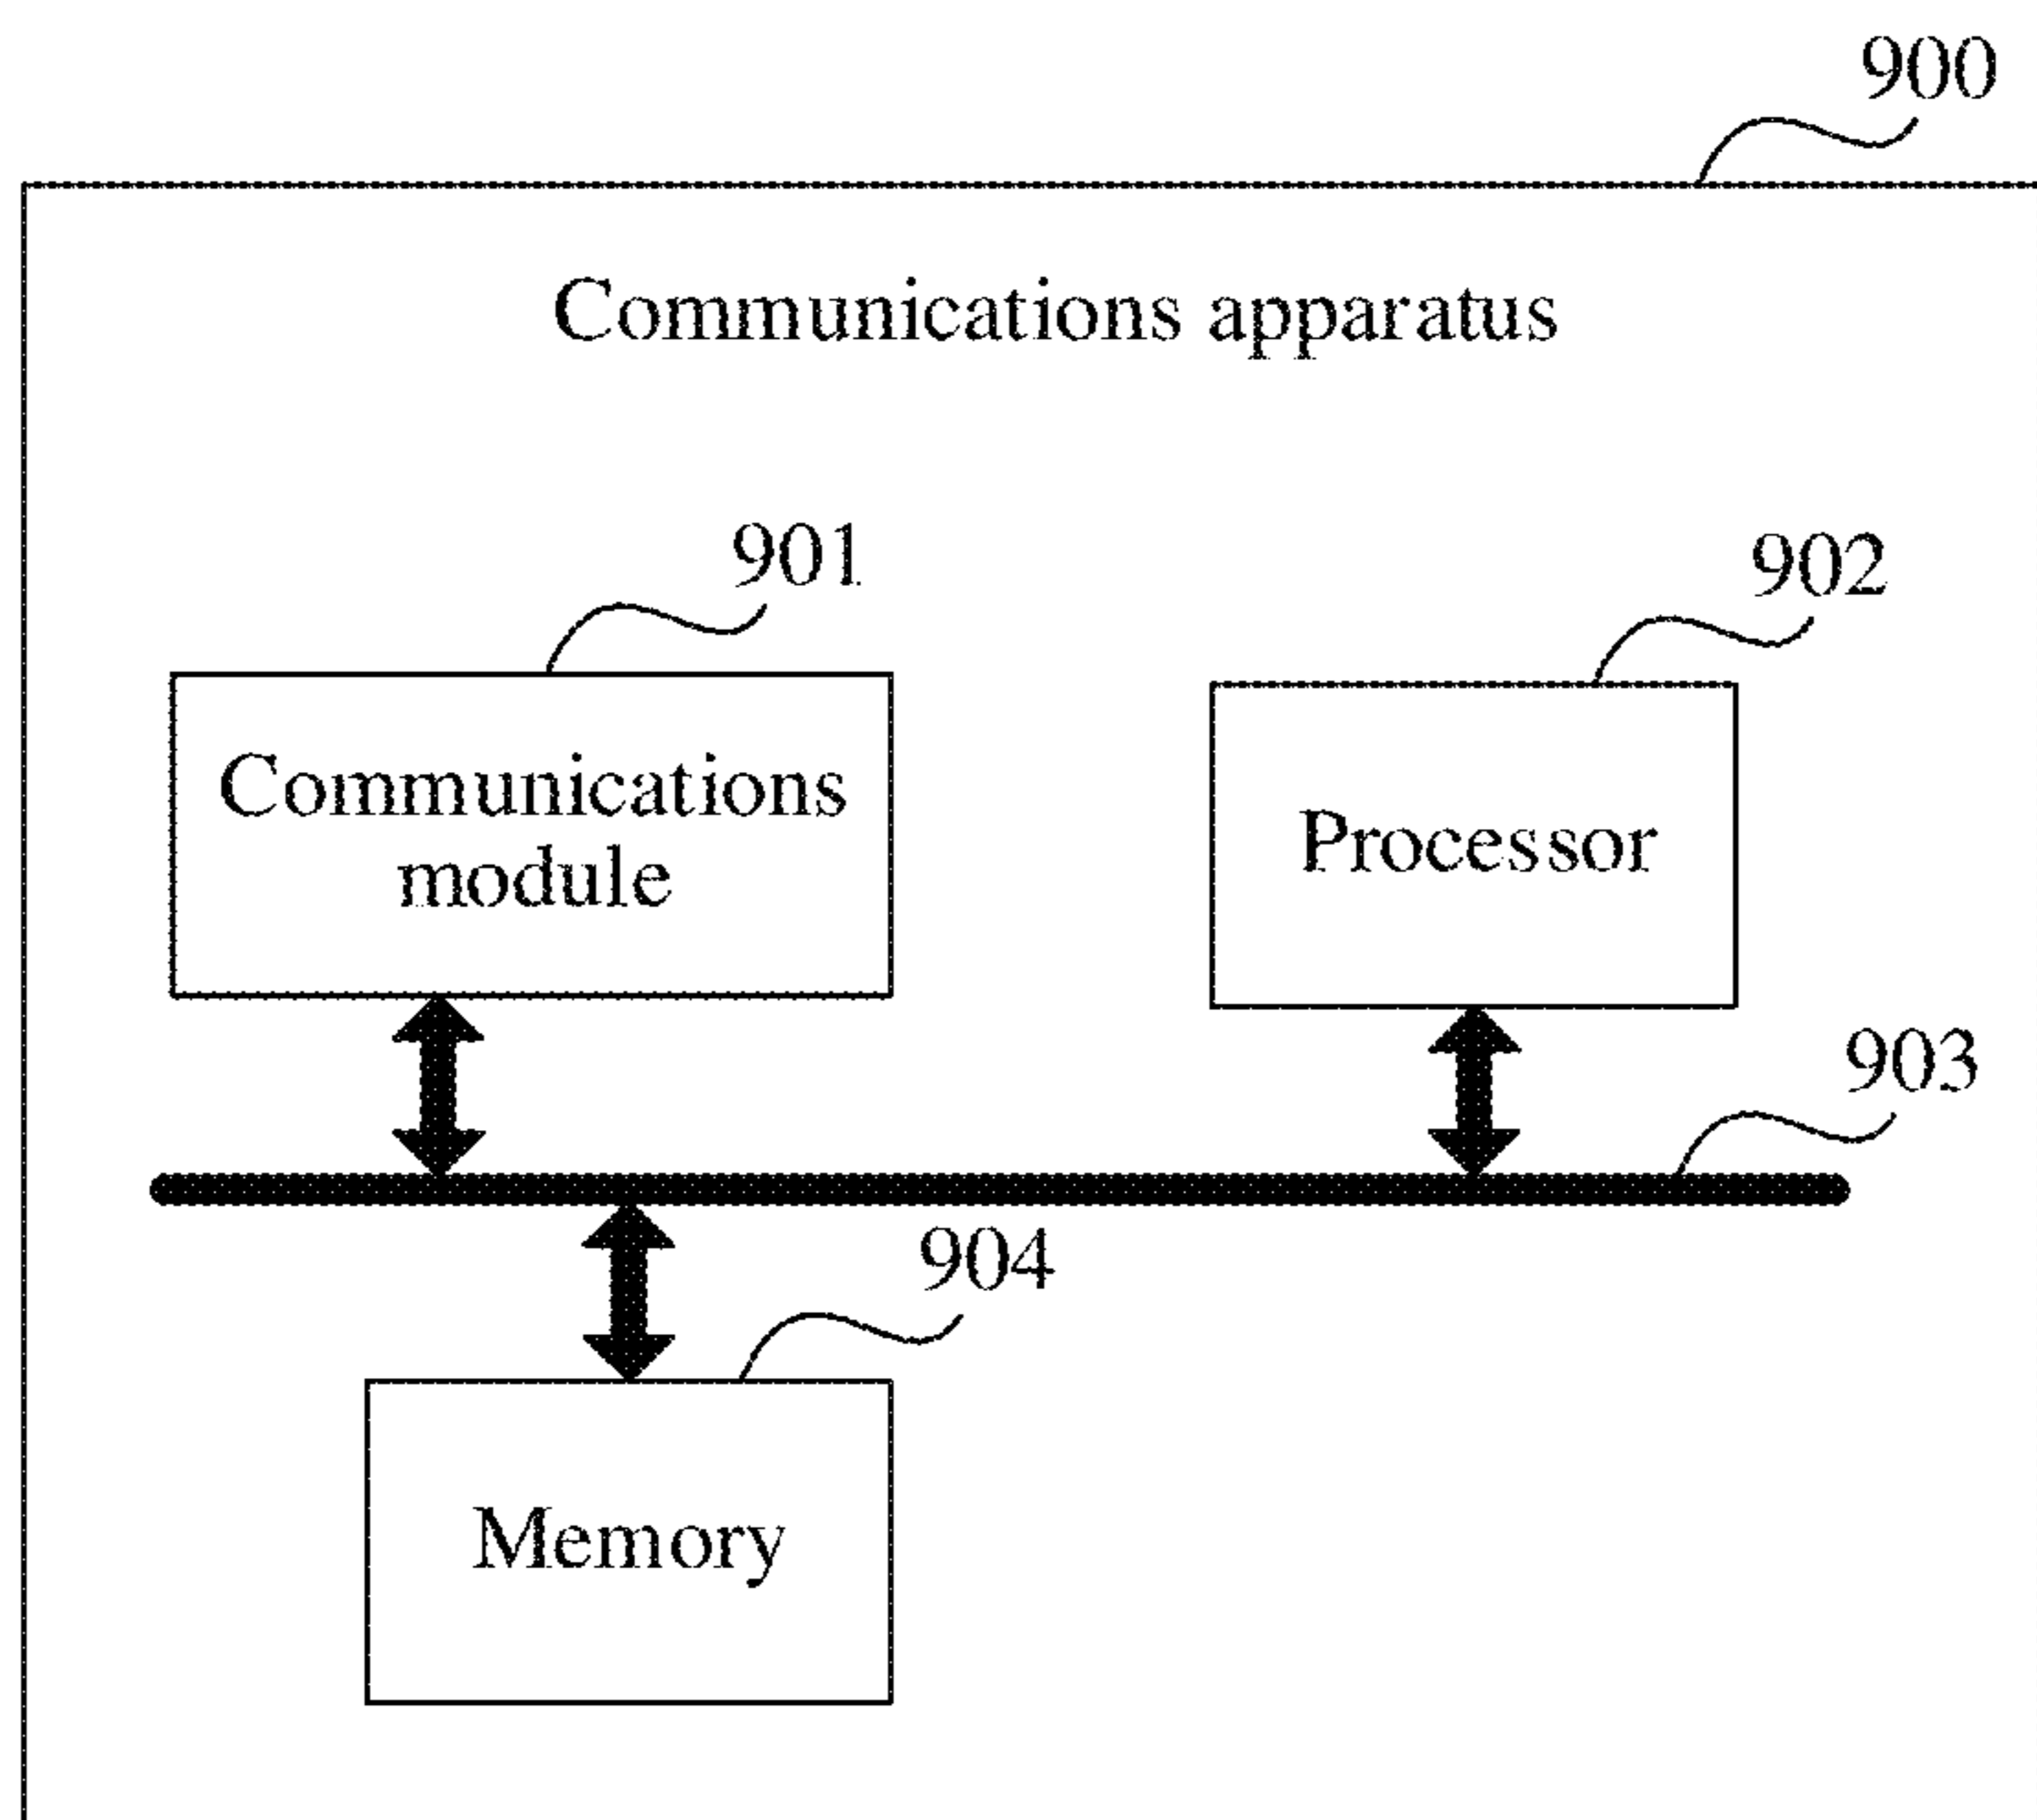 900
Communications apparatus
901
902
Communications
module
Processor
903
904
Memory